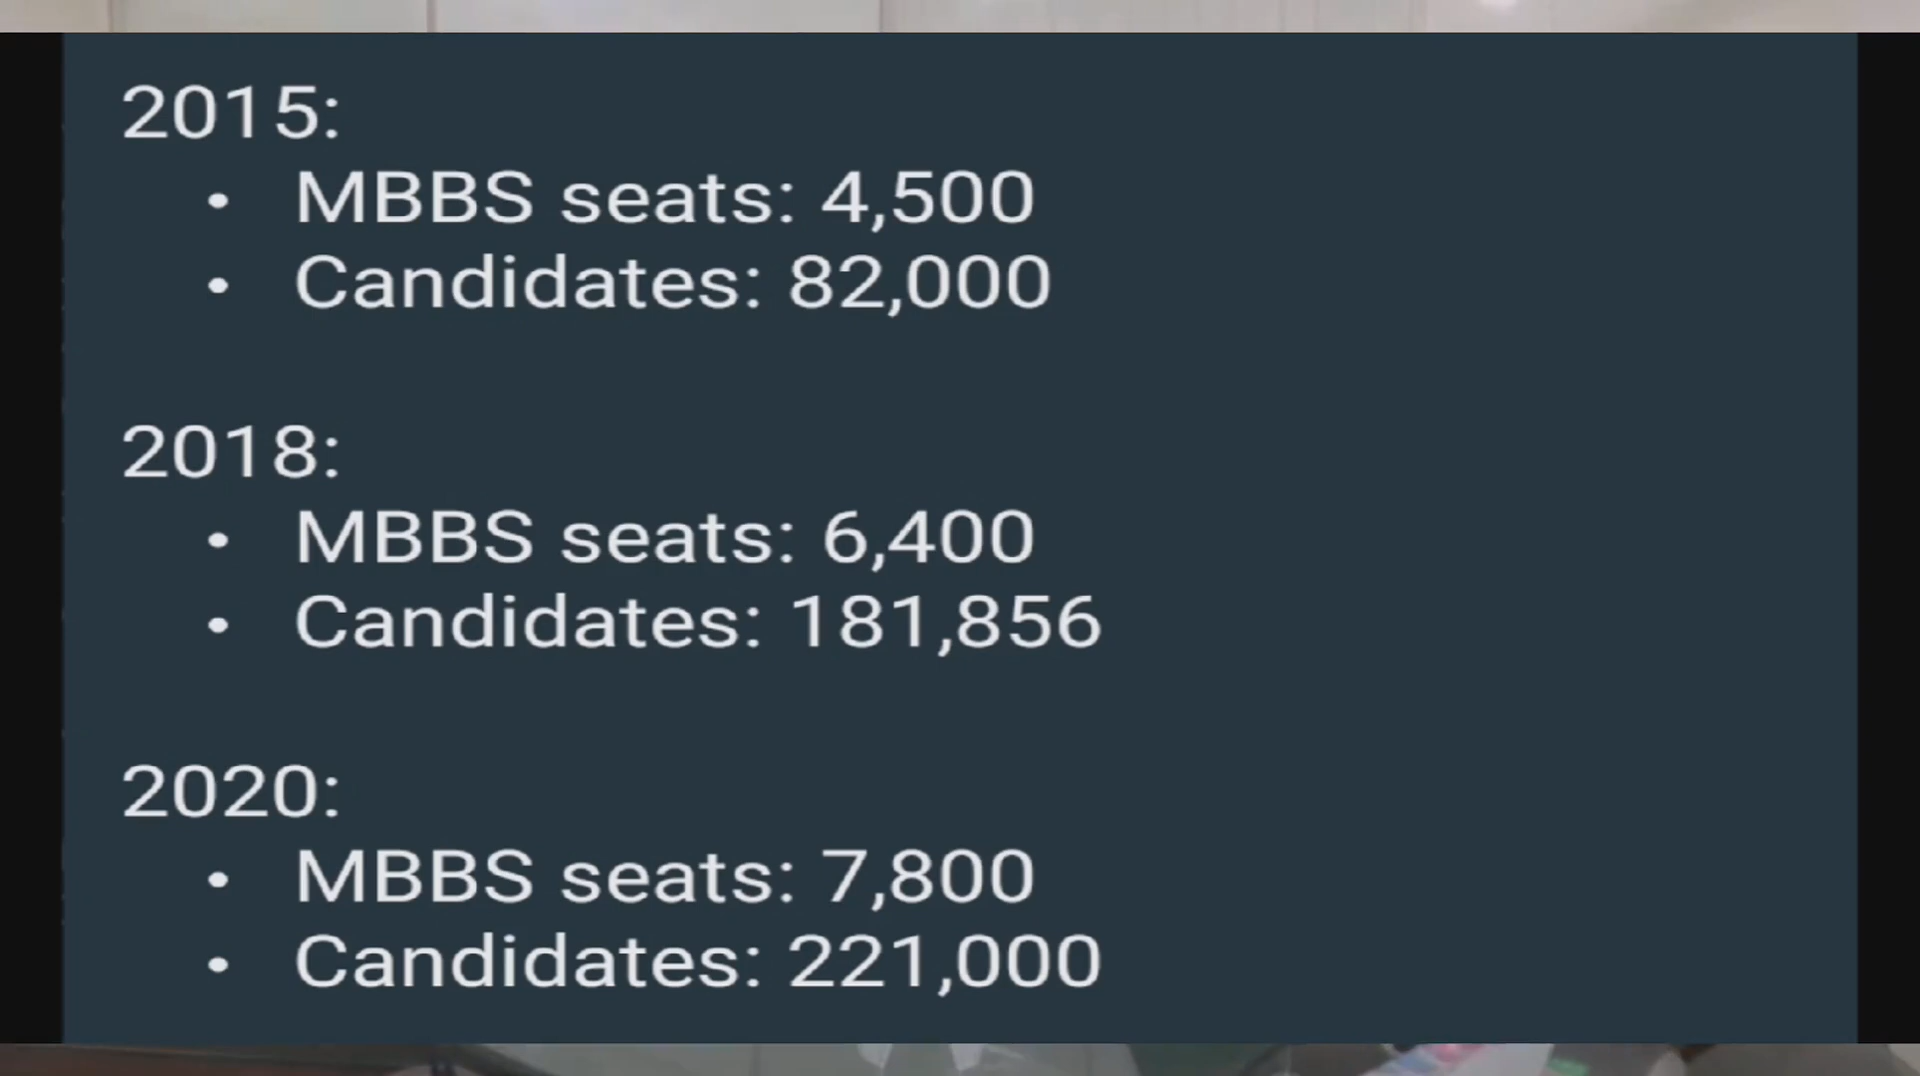 2015:
• MBBS seats: 4,500
• Candidates: 82,000
2018:
• MBBS seats: 6,400
• Candidates: 181,856
2020:
• MBBS seats: 7,800
• Candidates: 221,000